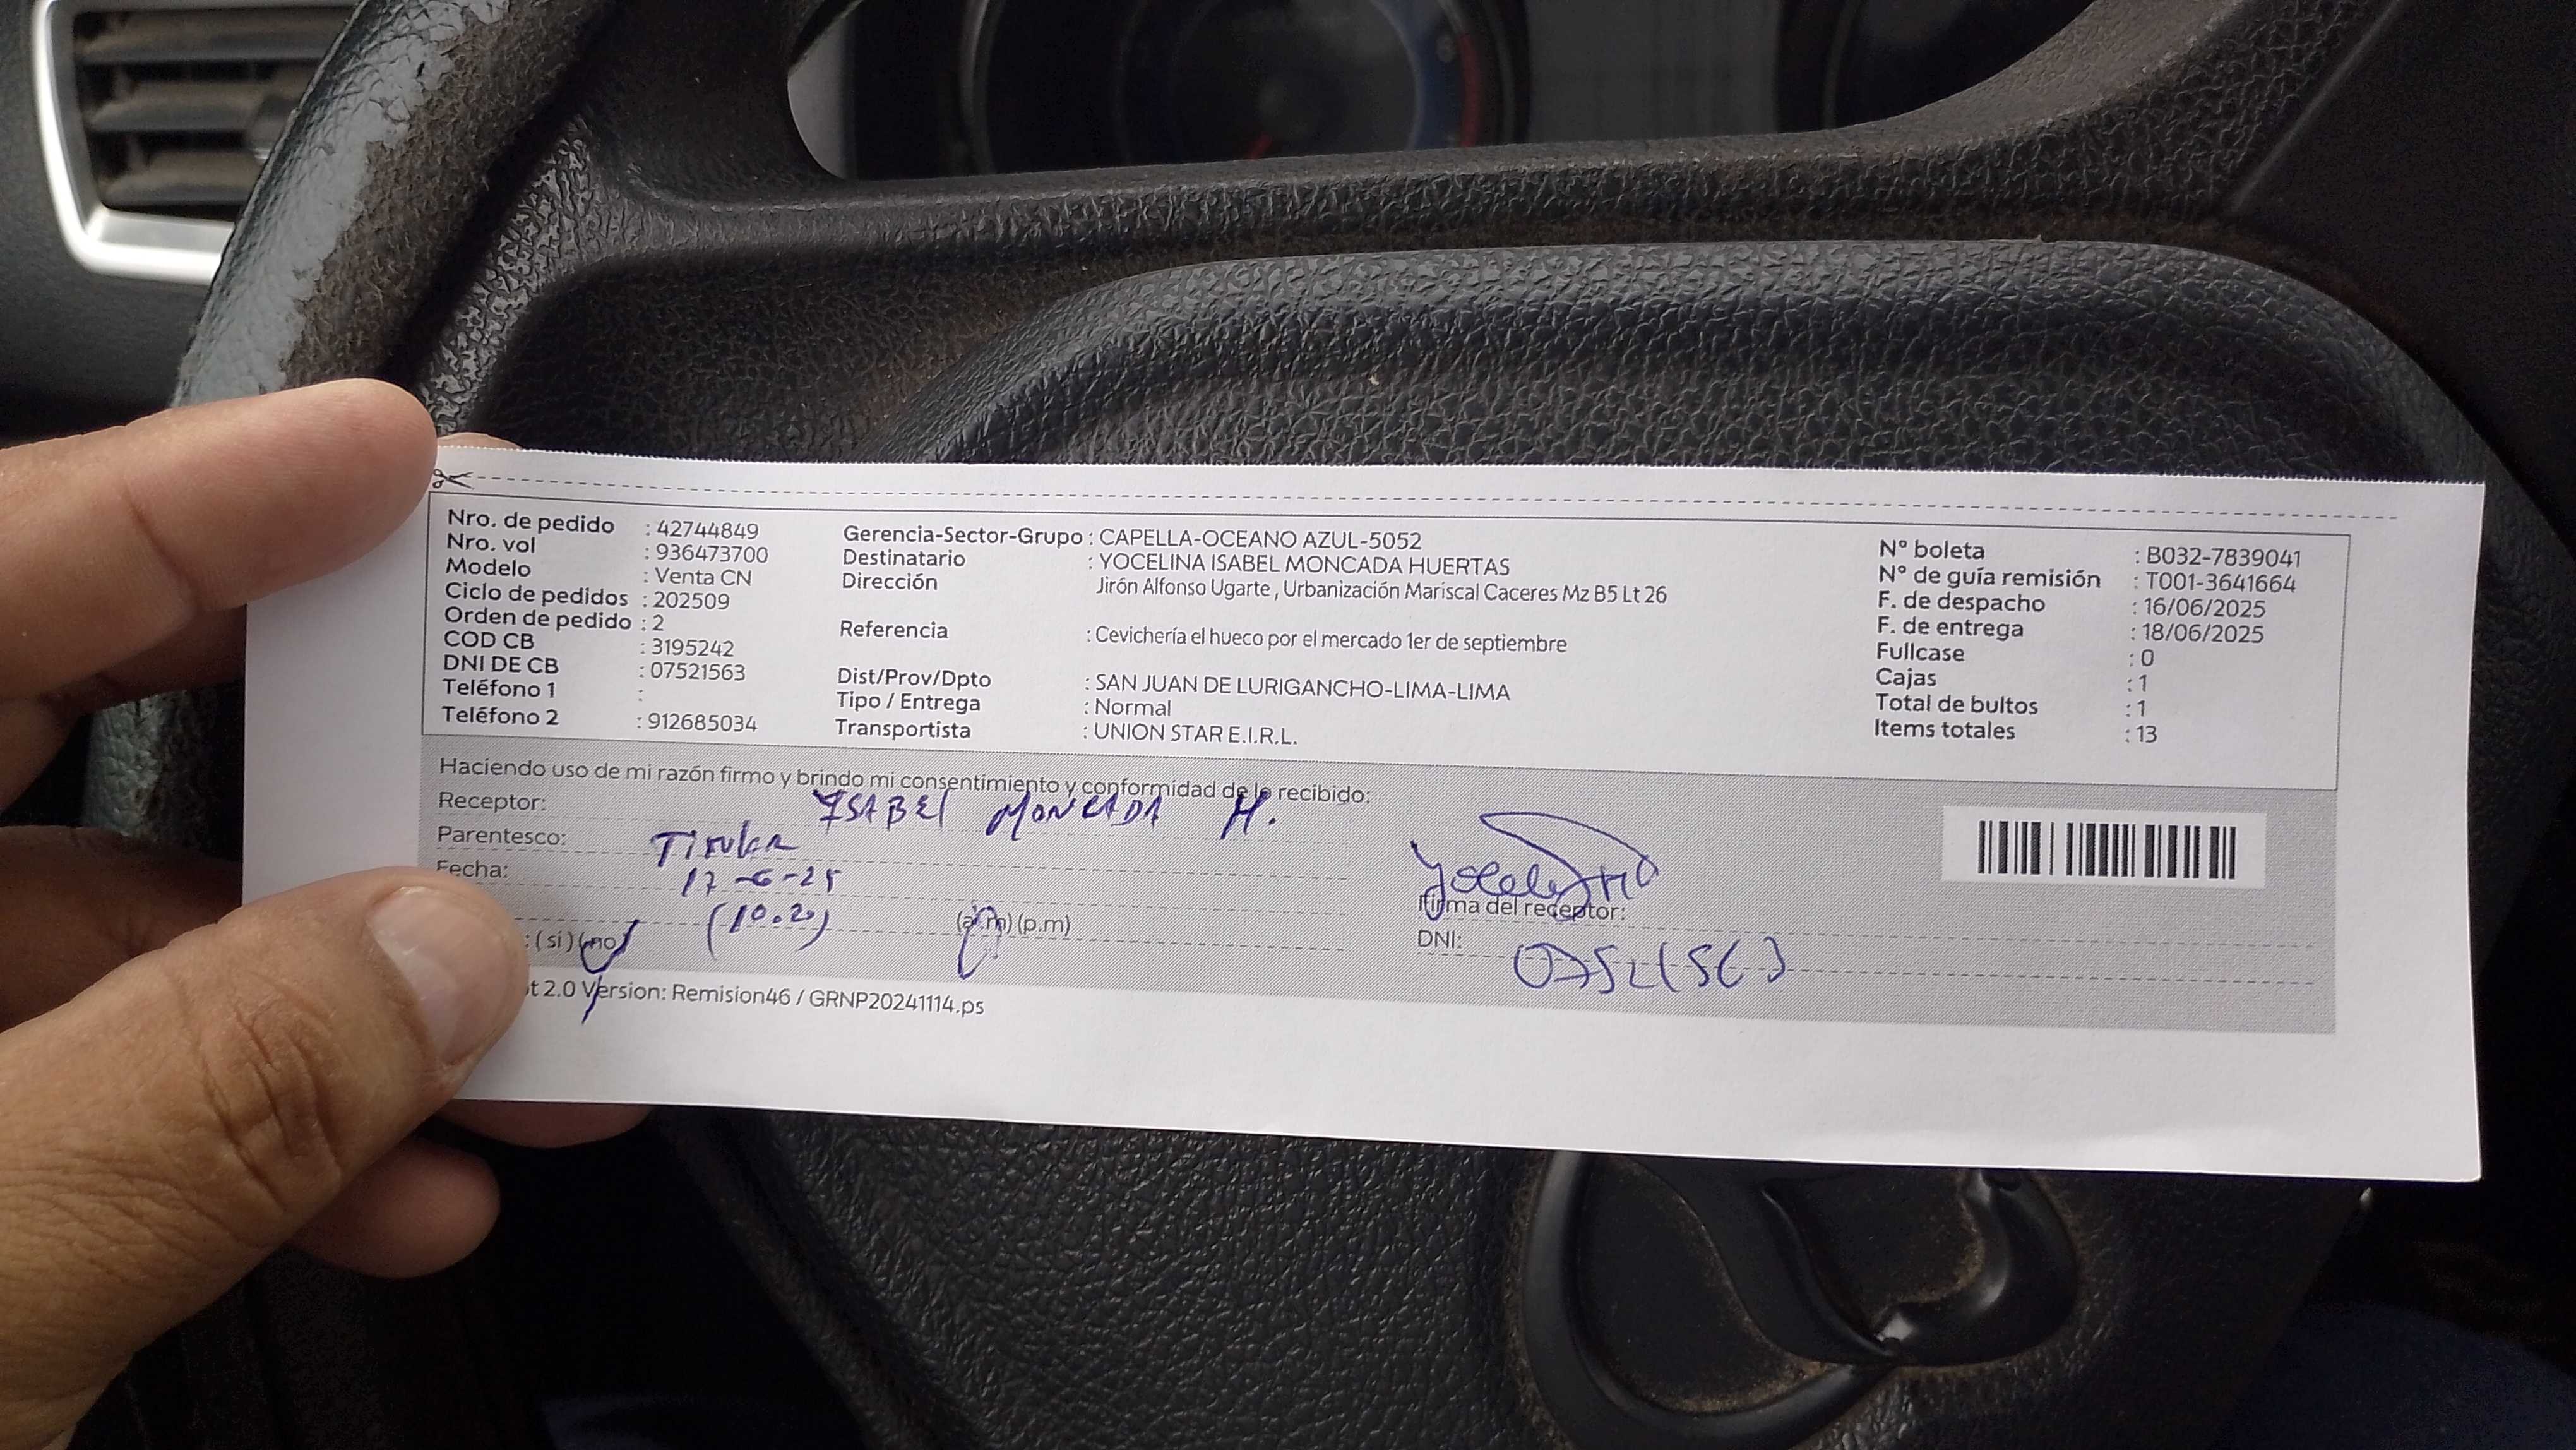 Nro. de pedido : 42744849
Nro. vol : 936473700
Modelo : Venta CN
Ciclo de pedidos : 202509
Orden de pedido : 2
COD CB : 3195242
DNI DE CB : 07521563
Teléfono 1 :
Teléfono 2 : 912685034
Gerencia-Sector-Grupo : CAPELLA-OCEANO AZUL-5052
Destinatario : YOCELINA ISABEL MONCADA HUERTAS
Dirección Jirón Alfonso Ugarte , Urbanización Mariscal Caceres Mz B5 Lt 26
Referencia : Cevichería el hueco por el mercado 1er de septiembre
Dist/Prov/Dpto : SAN JUAN DE LURIGANCHO-LIMA-LIMA
Tipo / Entrega : Normal
Transportista : UNION STAR E.I.R.L.
N° boleta : B032-7839041
N° de guía remisión : T001-3641664
F. de despacho : 16/06/2025
F. de entrega : 18/06/2025
Fullcase : 0
Cajas : 1
Total de bultos : 1
Items totales : 13
Haciendo uso de mi razón firmo y brindo mi consentimiento y conformidad de lo recibido:
Receptor: ISABEL MONCADA H.
Parentesco: Titular
Fecha: 17-6-25
(10.20) (a.m) (p.m)
: (si) (no)
Firma del receptor:
DNI: 07521563
2.0 Version: Remision46 / GRNP20241114.ps